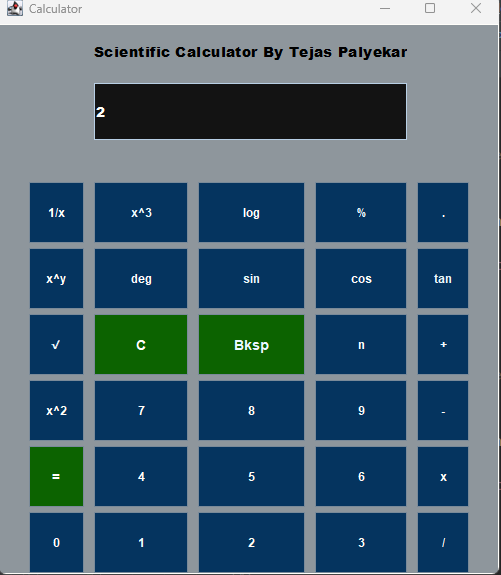 Calculator
Scientific Calculator By Tejas Palyekar
2
1/x x^3 log % .
x^y deg sin cos tan
√ C Bksp n +
x^2 7 8 9 -
= 4 5 6 x
0 1 2 3 /